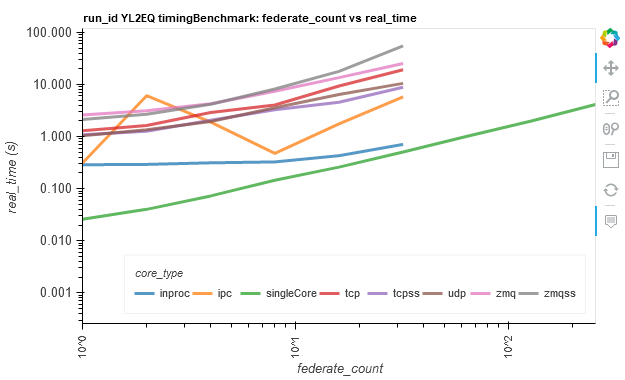 run_id YL2EQ timingBenchmark: federate_count vs real_time
100.000
10.000
1.000
0.100
0.010
0.001
real_time (s)
core_type
inproc ipc singleCore tcp tcpss udp zmq zmqss
10^0 10^1 10^2
federate_count